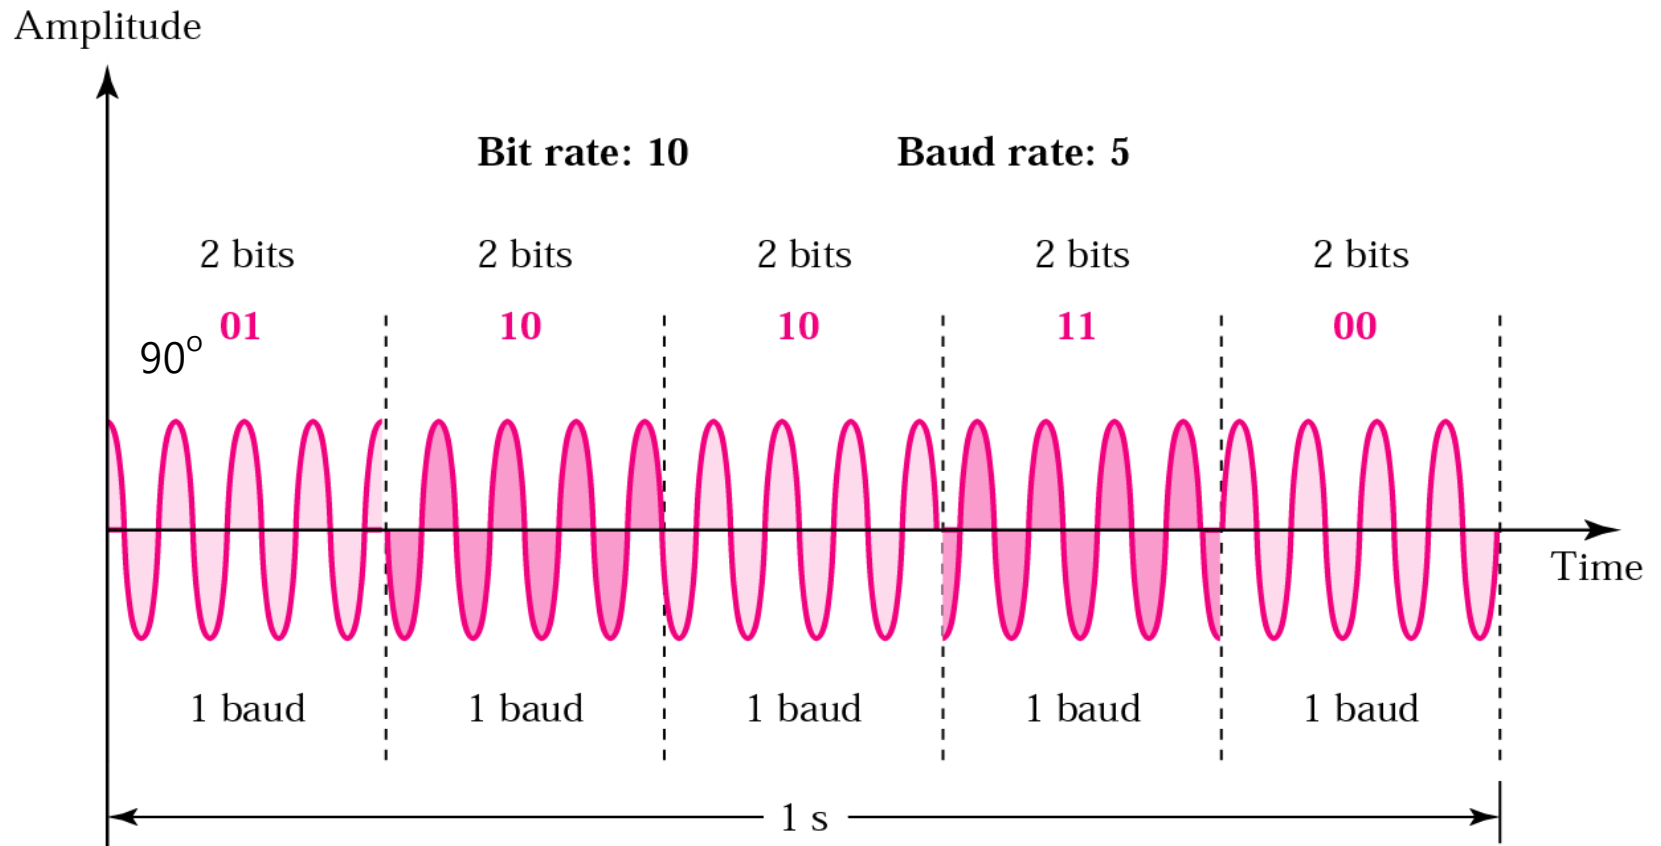 Amplitude
Bit rate: 10 Baud rate: 5
2 bits 2 bits 2 bits 2 bits 2 bits
01 10 10 11 00
90o
Time
1 baud 1 baud 1 baud 1 baud 1 baud
1 s